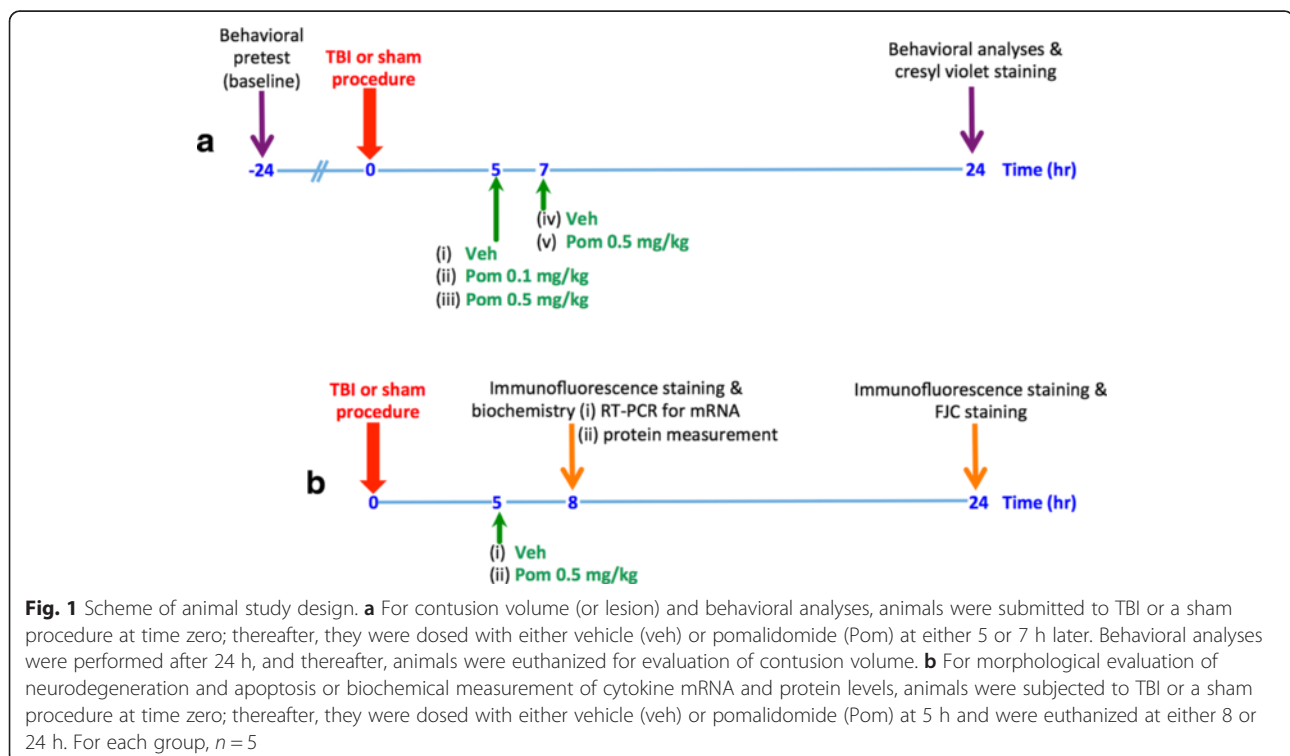 Behavioral
pretest
(baseline)
TBI or sham
procedure
Behavioral analyses &
cresyl violet staining
a
-24
0
5
7
24
Time (hr)
(iv) Veh
(v) Pom 0.5 mg/kg
(i) Veh
(ii) Pom 0.1 mg/kg
(iii) Pom 0.5 mg/kg
TBI or sham
procedure
Immunofluorescence staining &
biochemistry (i) RT-PCR for mRNA
(ii) protein measurement
Immunofluorescence staining &
FJC staining
b
0
5
8
24
Time (hr)
(i) Veh
(ii) Pom 0.5 mg/kg
Fig. 1 Scheme of animal study design. a For contusion volume (or lesion) and behavioral analyses, animals were submitted to TBI or a sham
procedure at time zero; thereafter, they were dosed with either vehicle (veh) or pomalidomide (Pom) at either 5 or 7 h later. Behavioral analyses
were performed after 24 h, and thereafter, animals were euthanized for evaluation of contusion volume. b For morphological evaluation of
neurodegeneration and apoptosis or biochemical measurement of cytokine mRNA and protein levels, animals were subjected to TBI or a sham
procedure at time zero; thereafter, they were dosed with either vehicle (veh) or pomalidomide (Pom) at 5 h and were euthanized at either 8 or
24 h. For each group, n = 5